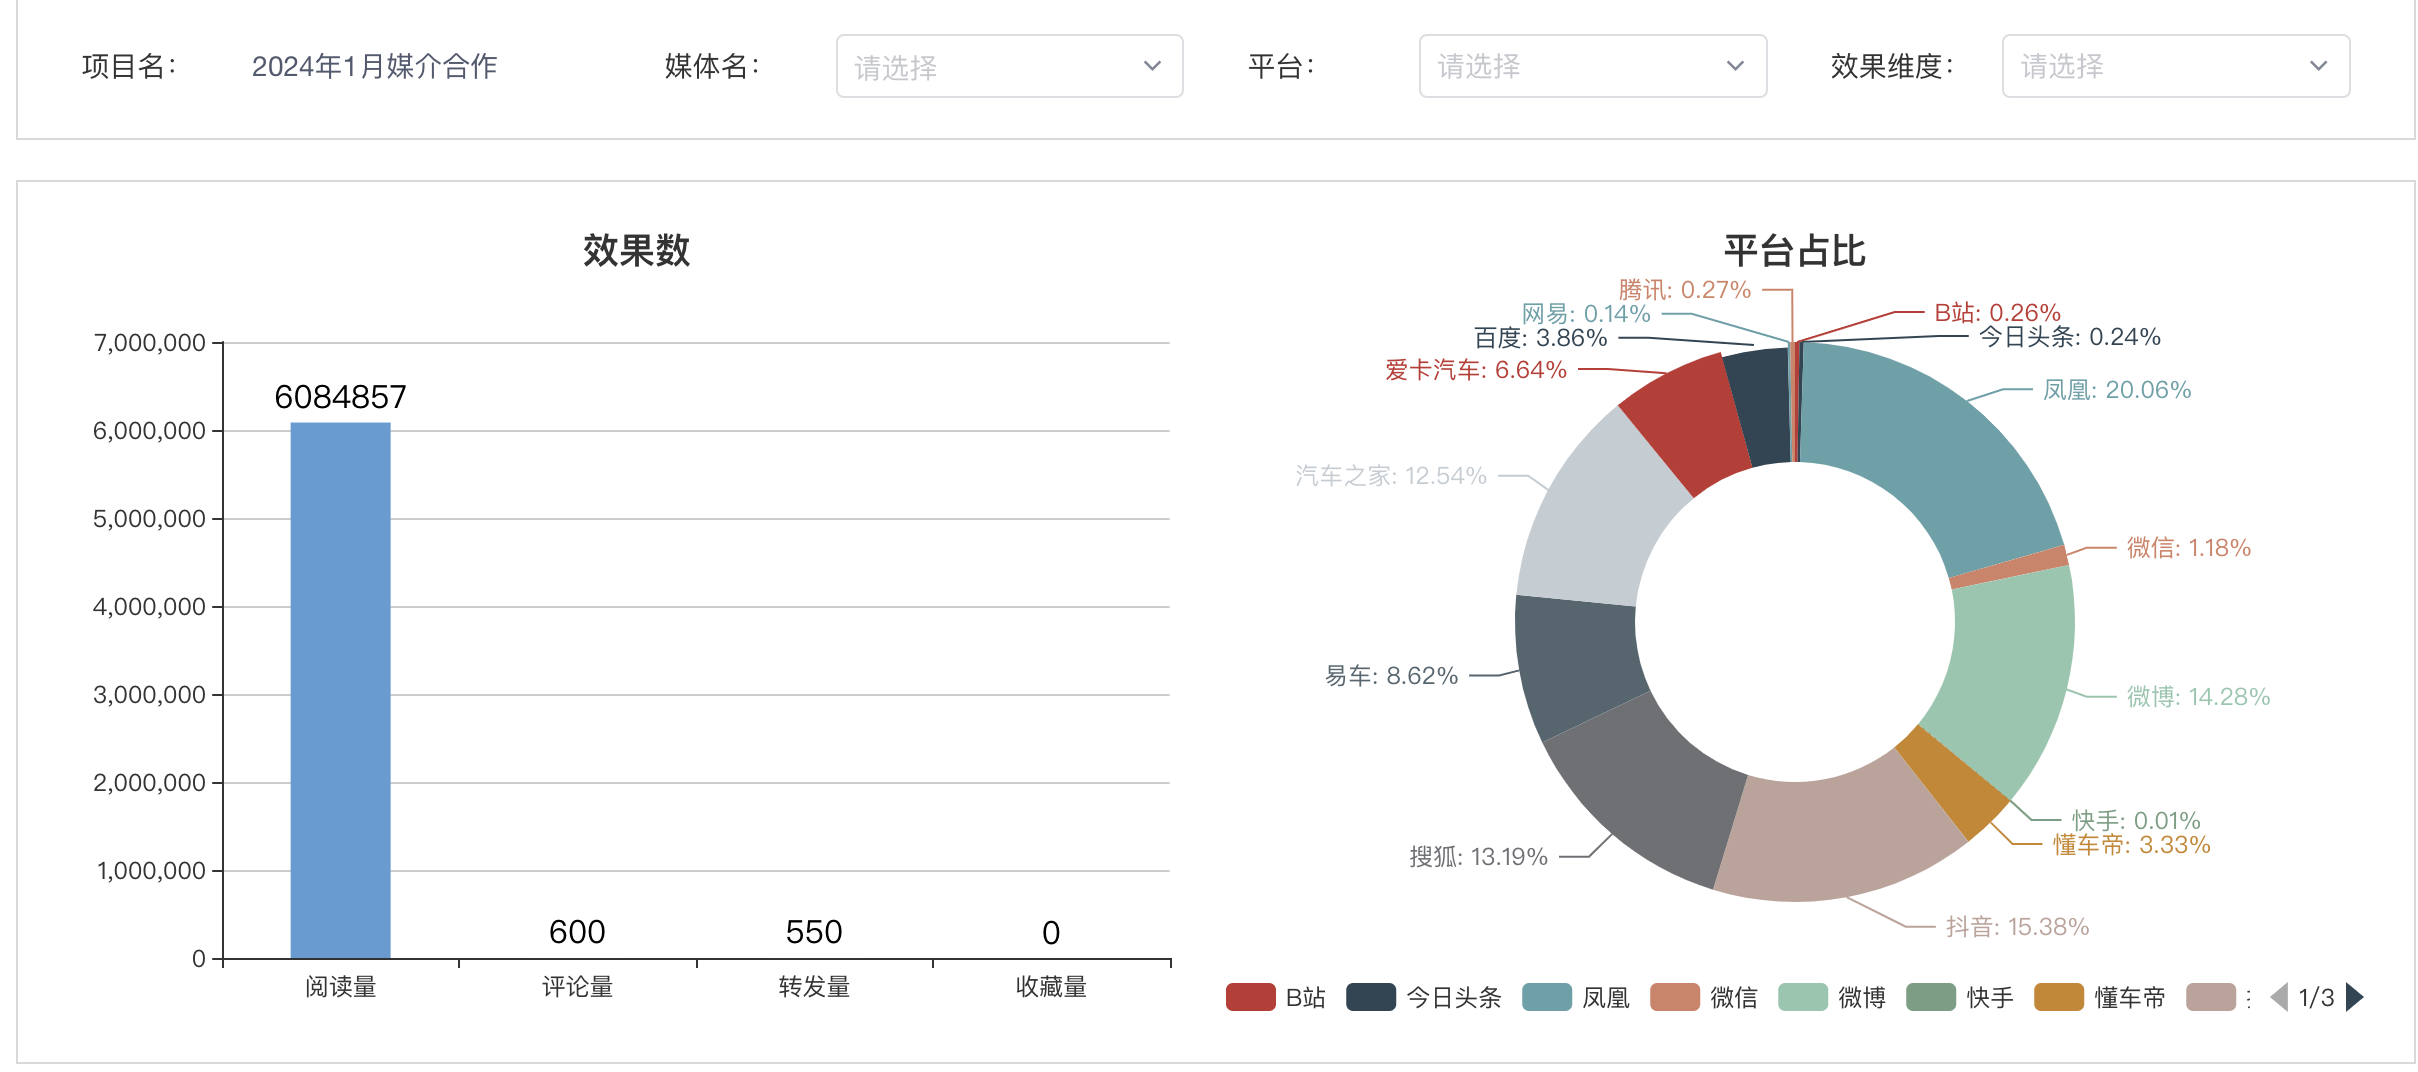 项目名： 2024年1月媒介合作 媒体名： 请选择 平台： 请选择 效果维度： 请选择
效果数
7,000,000
6,000,000
5,000,000
4,000,000
3,000,000
2,000,000
1,000,000
0
6084857
600
550
0
阅读量 评论量 转发量 收藏量
平台占比
腾讯: 0.27%
网易: 0.14%
百度: 3.86%
爱卡汽车: 6.64%
汽车之家: 12.54%
易车: 8.62%
搜狐: 13.19%
B站: 0.26%
今日头条: 0.24%
凤凰: 20.06%
微信: 1.18%
微博: 14.28%
快手: 0.01%
懂车帝: 3.33%
抖音: 15.38%
B站 今日头条 凤凰 微信 微博 快手 懂车帝 1/3